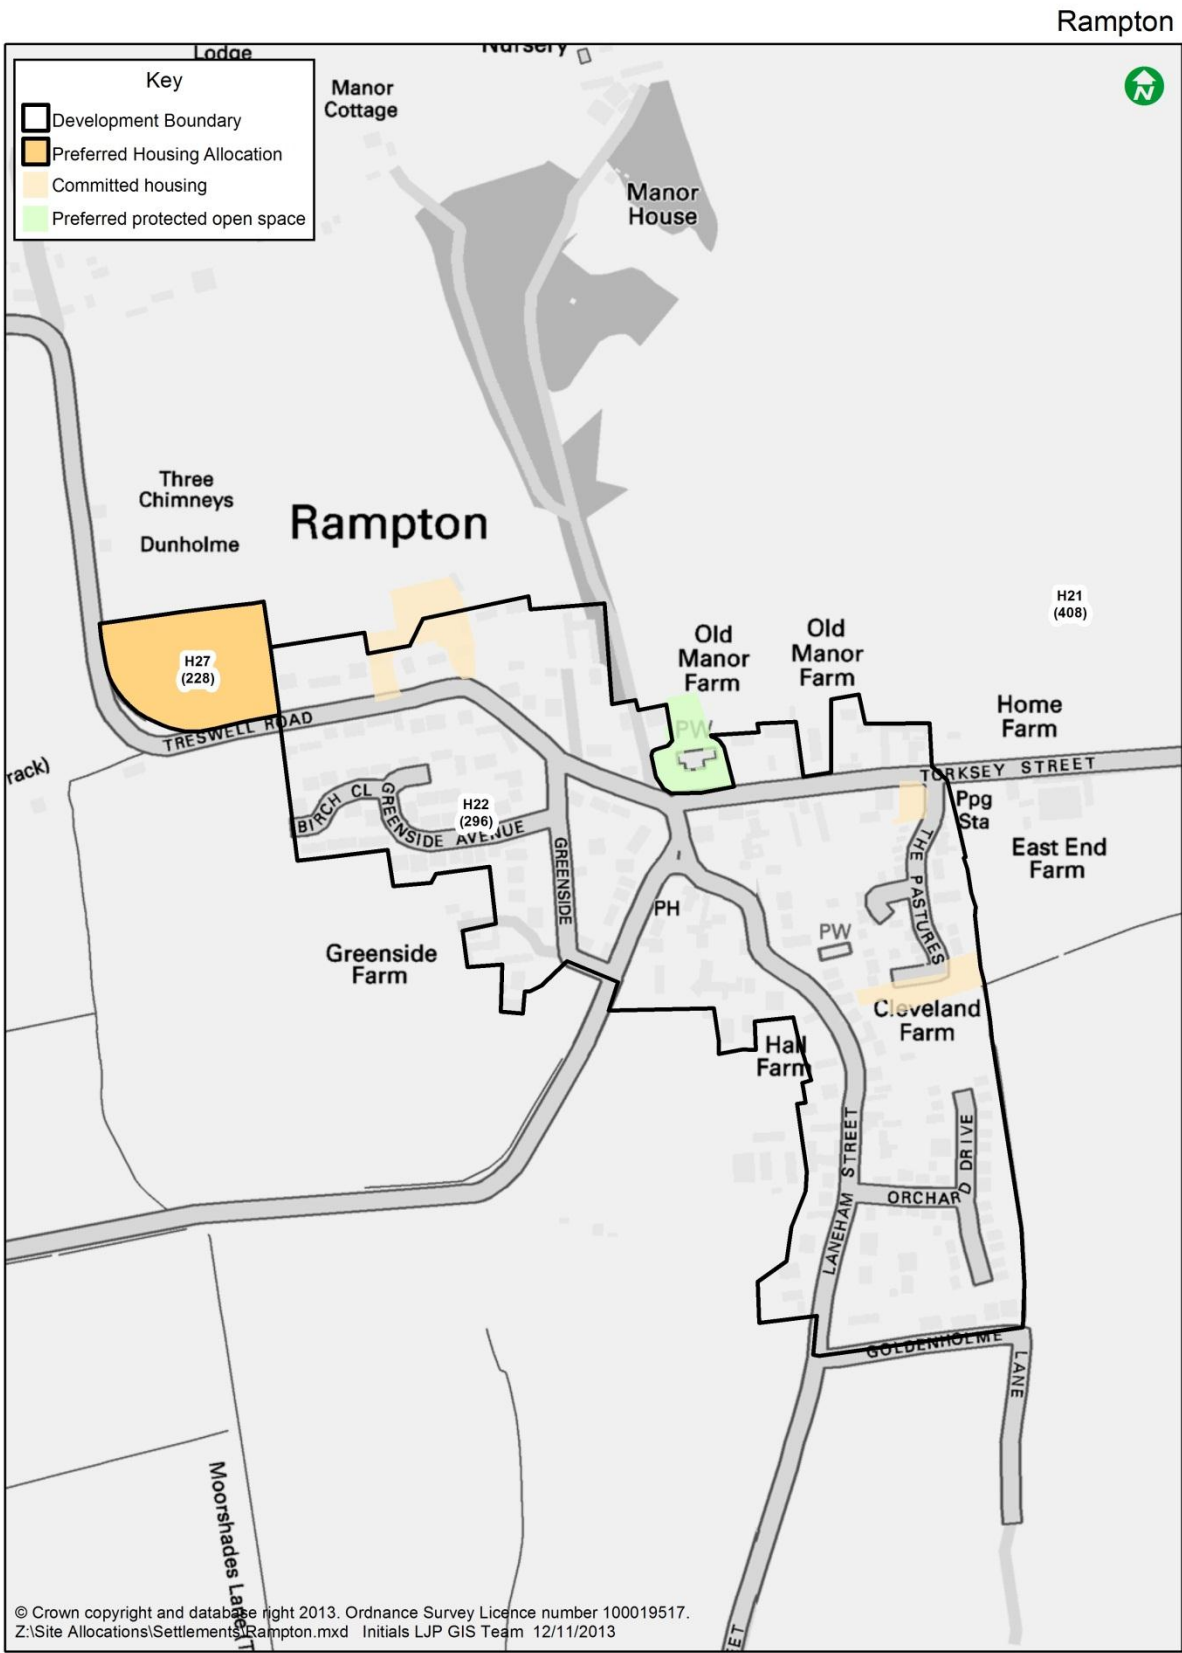 Rampton
Lodge
Nursery
Key
Development Boundary
Preferred Housing Allocation
Committed housing
Preferred protected open space
N
Manor
Cottage
Manor
House
Three
Chimneys
Dunholme
Rampton
H21
(408)
H27
(228)
Old
Manor
Farm
Old
Manor
Farm
Home
Farm
PW
TRESWELL ROAD
TORKSEY STREET
rack)
BIRCH CL
GREENSIDE AVENUE
H22
(296)
Ppg
Sta
THE PASTURES
East End
Farm
GREENSIDE
PH
PW
Greenside
Farm
Cleveland
Farm
Hall
Farm
LANEHAM STREET
ORCHARD DRIVE
GOLDENHOLME
LANE
Moorshades Lane (T
EET
© Crown copyright and database right 2013. Ordnance Survey Licence number 100019517.
Z:\Site Allocations\Settlements\Rampton.mxd Initials LJP GIS Team 12/11/2013